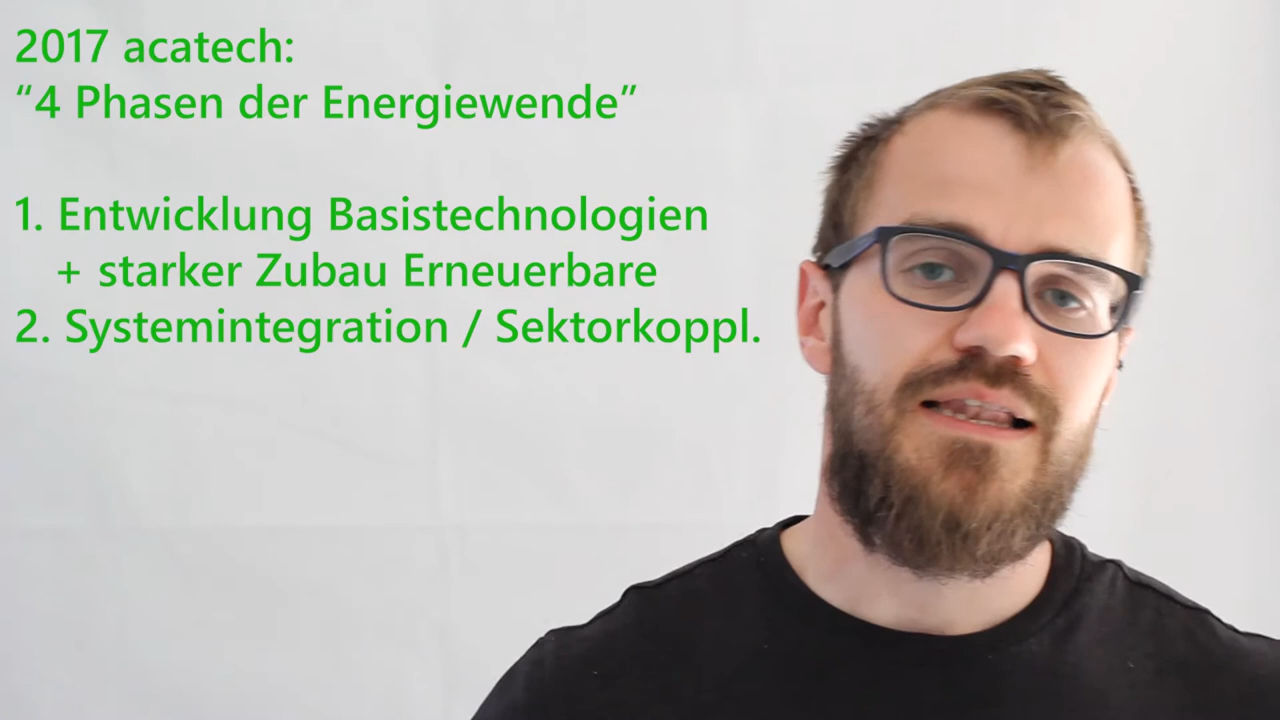 2017 acatech:
“4 Phasen der Energiewende”
1. Entwicklung Basistechnologien
+ starker Zubau Erneuerbare
2. Systemintegration / Sektorkoppl.